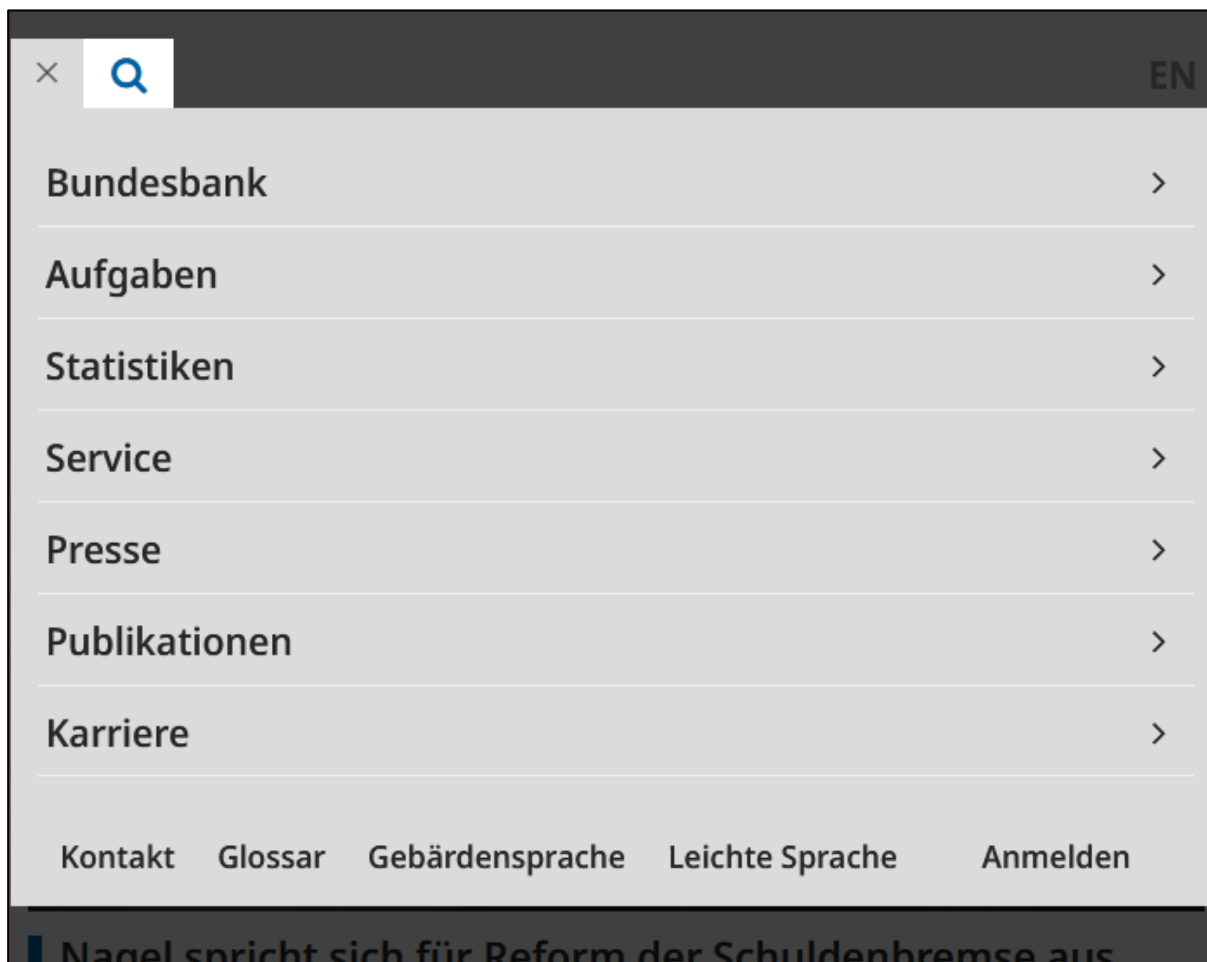 EN
Bundesbank
Aufgaben
Statistiken
Service
Presse
Publikationen
Karriere
Kontakt Glossar Gebärdensprache Leichte Sprache Anmelden
Nagel spricht sich für Reform der Schuldenbremse aus